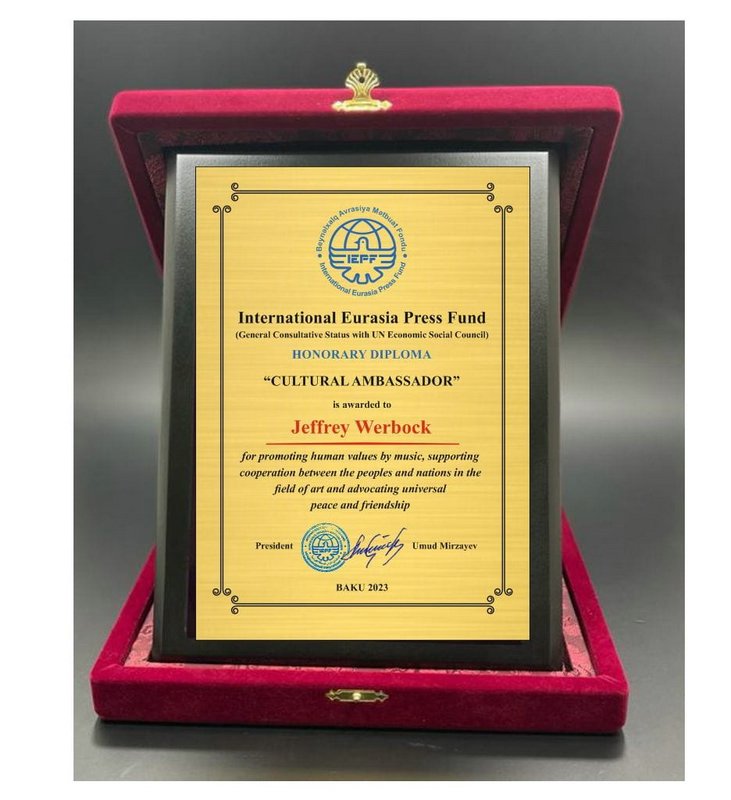 Beynəlxalq Avrasiya Mətbuat Fondu
IEPF
International Eurasia Press Fund
International Eurasia Press Fund
(General Consultative Status with UN Economic Social Council)
HONORARY DIPLOMA
“CULTURAL AMBASSADOR”
is awarded to
Jeffrey Werbock
for promoting human values by music, supporting
cooperation between the peoples and nations in the
field of art and advocating universal
peace and friendship
President IEPF Umud Mirzayev
BAKU 2023